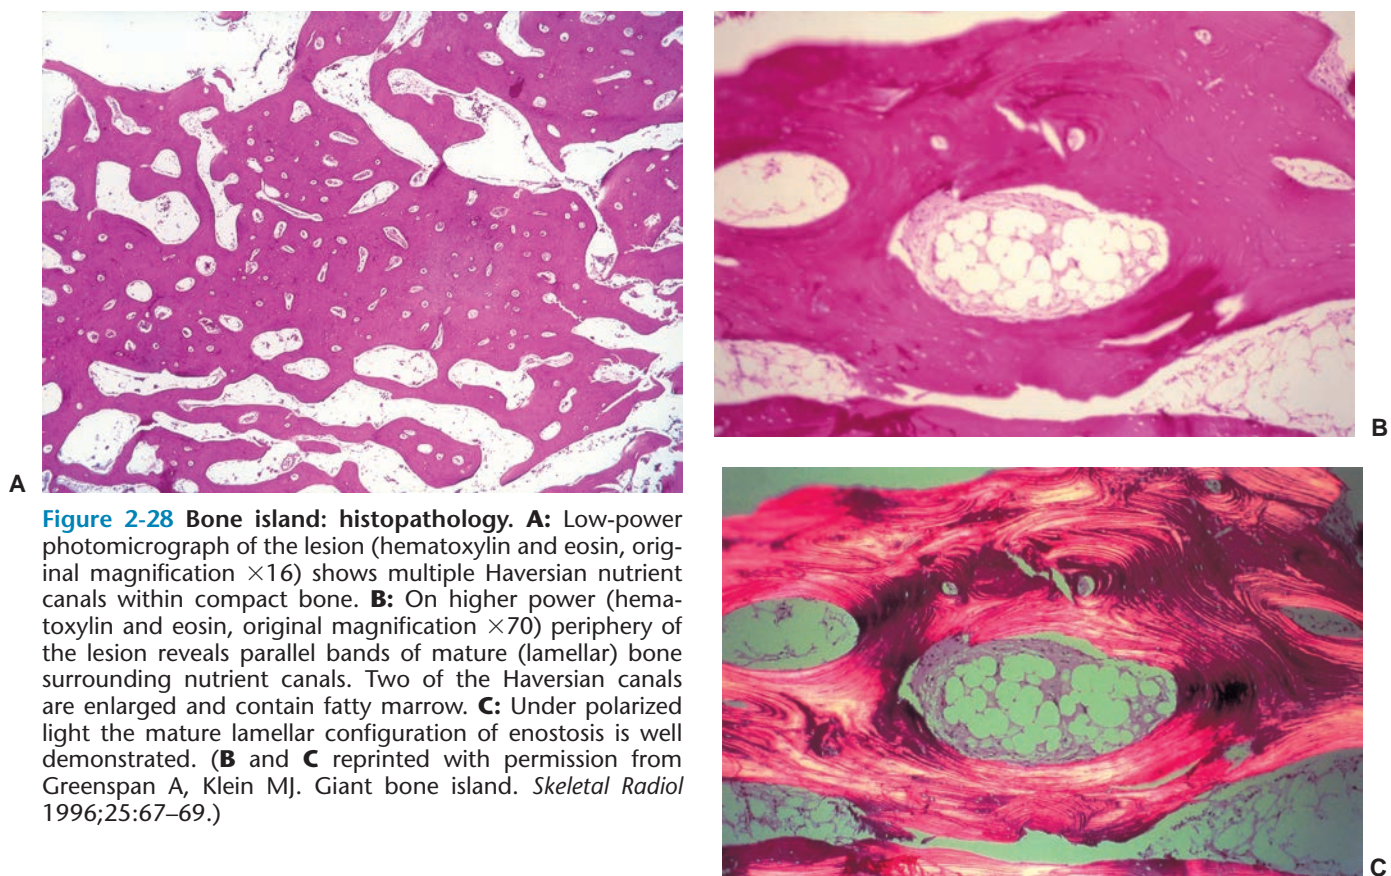 A
B
C
Figure 2-28 Bone island: histopathology. A: Low-power
photomicrograph of the lesion (hematoxylin and eosin, orig-
inal magnification ×16) shows multiple Haversian nutrient
canals within compact bone. B: On higher power (hema-
toxylin and eosin, original magnification ×70) periphery of
the lesion reveals parallel bands of mature (lamellar) bone
surrounding nutrient canals. Two of the Haversian canals
are enlarged and contain fatty marrow. C: Under polarized
light the mature lamellar configuration of enostosis is well
demonstrated. (B and C reprinted with permission from
Greenspan A, Klein MJ. Giant bone island. Skeletal Radiol
1996;25:67–69.)